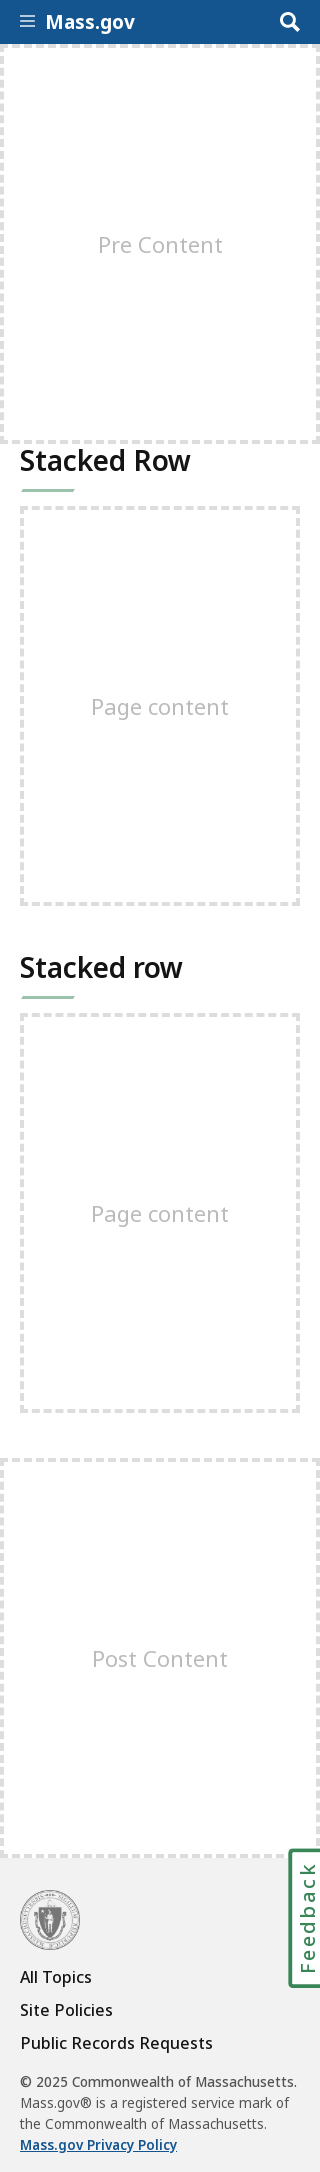 Mass.gov
Pre Content
Stacked Row
Page content
Stacked row
Page content
Post Content
Feedback
All Topics
Site Policies
Public Records Requests
© 2025 Commonwealth of Massachusetts.
Mass.gov® is a registered service mark of
the Commonwealth of Massachusetts.
Mass.gov Privacy Policy